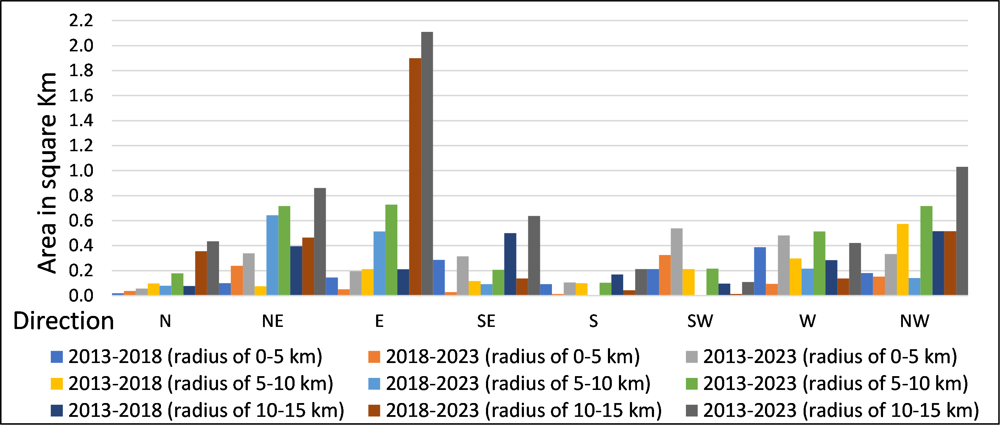 Area in square Km
2.2
2.0
1.8
1.6
1.4
1.2
1.0
0.8
0.6
0.4
0.2
0.0
Direction N NE E SE S SW W NW
2013-2018 (radius of 0-5 km) 2018-2023 (radius of 0-5 km) 2013-2023 (radius of 0-5 km)
2013-2018 (radius of 5-10 km) 2018-2023 (radius of 5-10 km) 2013-2023 (radius of 5-10 km)
2013-2018 (radius of 10-15 km) 2018-2023 (radius of 10-15 km) 2013-2023 (radius of 10-15 km)